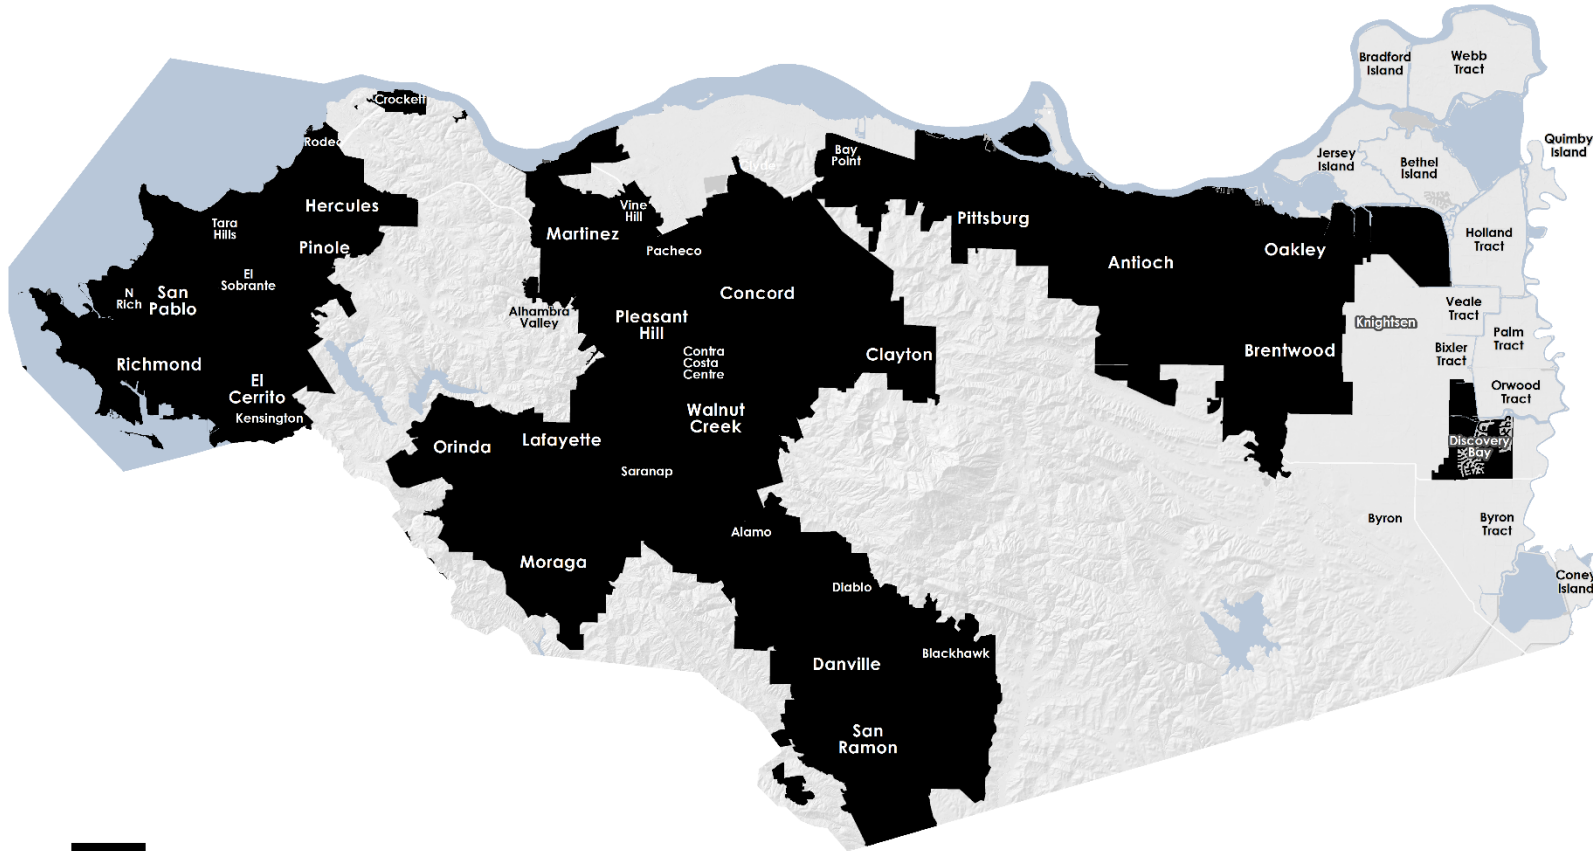 Bradford
Island
Webb
Tract
Crockett
Rodeo
Bay
Point
Clyde
Quimby
Island
Jersey
Island
Bethel
Island
Hercules
Vine
Hill
Tara
Hills
Pittsburg
Martinez
Holland
Tract
Pinole
Pacheco
Oakley
Antioch
El
Sobrante
N
Rich
San
Pablo
Concord
Alhambra
Valley
Pleasant
Hill
Veale
Tract
Knightsen
Palm
Tract
Contra
Costa
Centre
Clayton
Brentwood
Bixler
Tract
Richmond
El
Cerrito
Kensington
Orwood
Tract
Walnut
Creek
Orinda
Lafayette
Discovery
Bay
Saranap
Alamo
Byron
Byron
Tract
Moraga
Diablo
Coney
Island
Danville
Blackhawk
San
Ramon